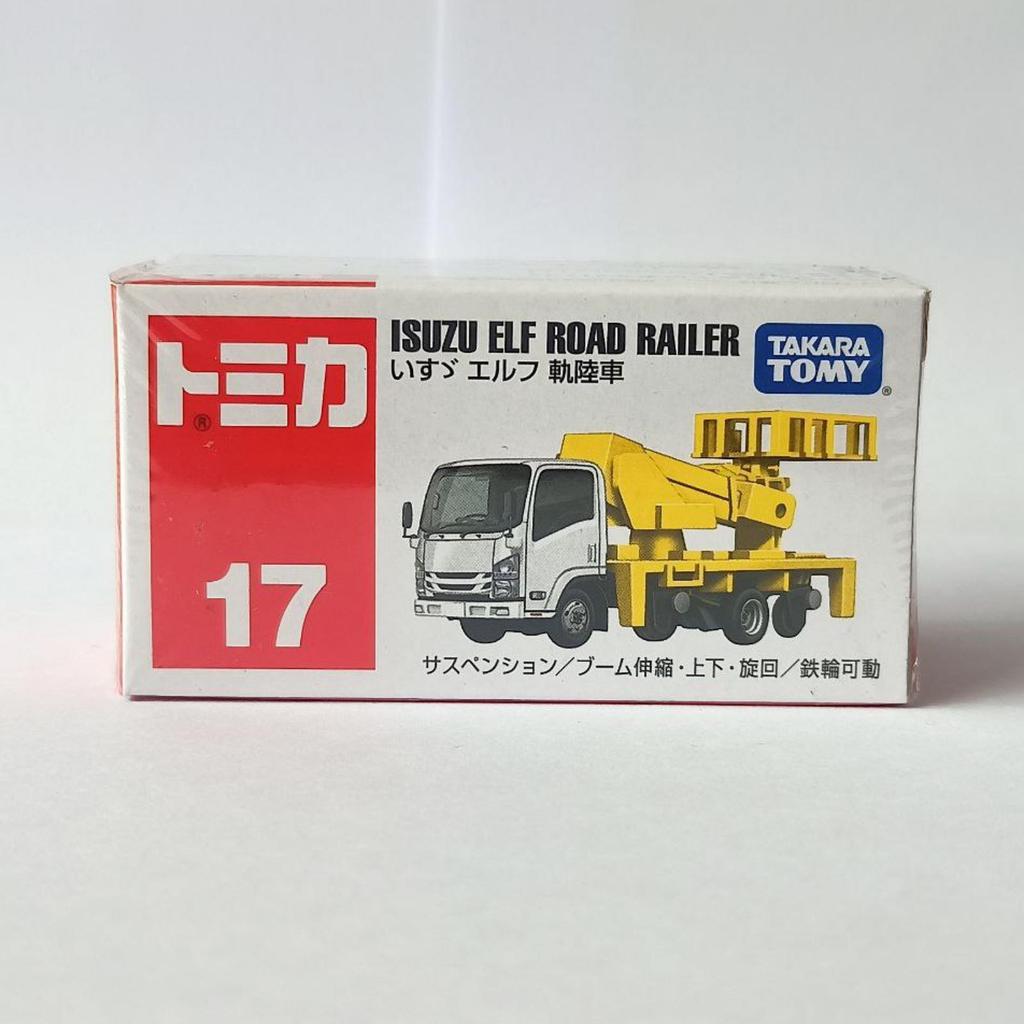 トミカ
®
17
ISUZU ELF ROAD RAILER
いすゞ エルフ 軌陸車
TAKARA
TOMY
®
サスペンション／ブーム伸縮・上下・旋回／鉄輪可動